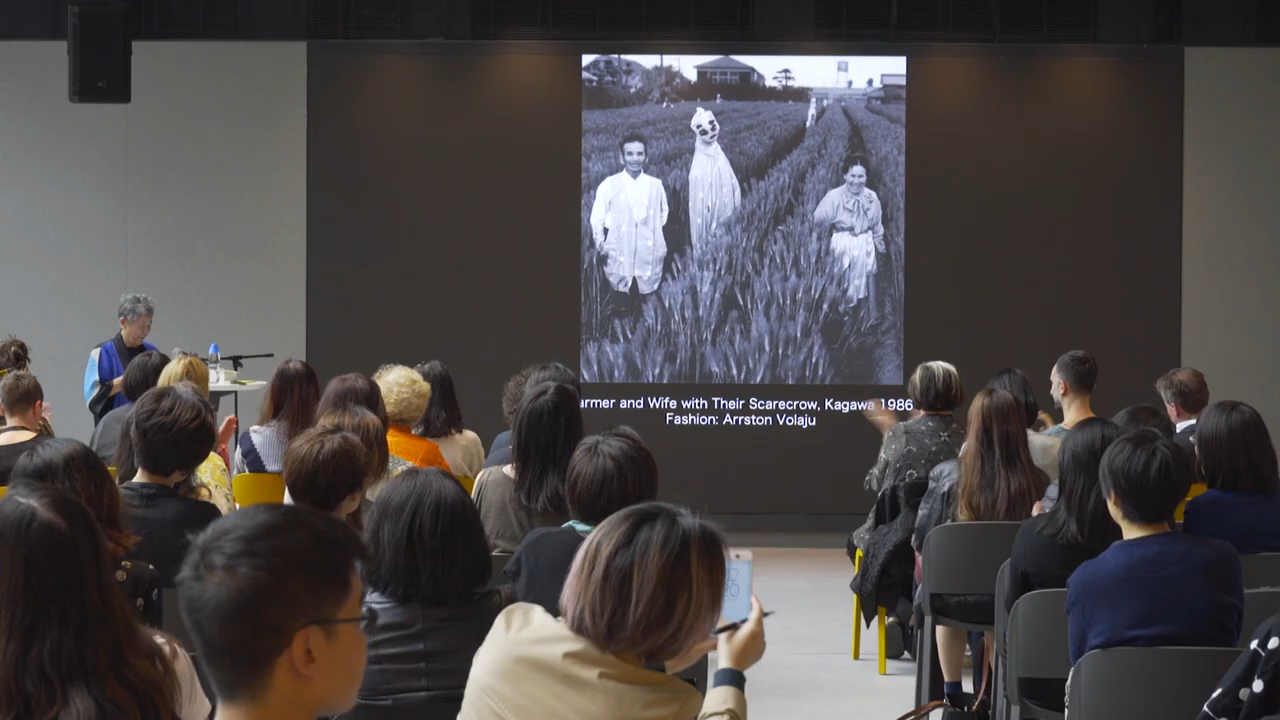 armer and Wife with Their Scarecrow, Kagawa 1986
Fashion: Arrston Volaju